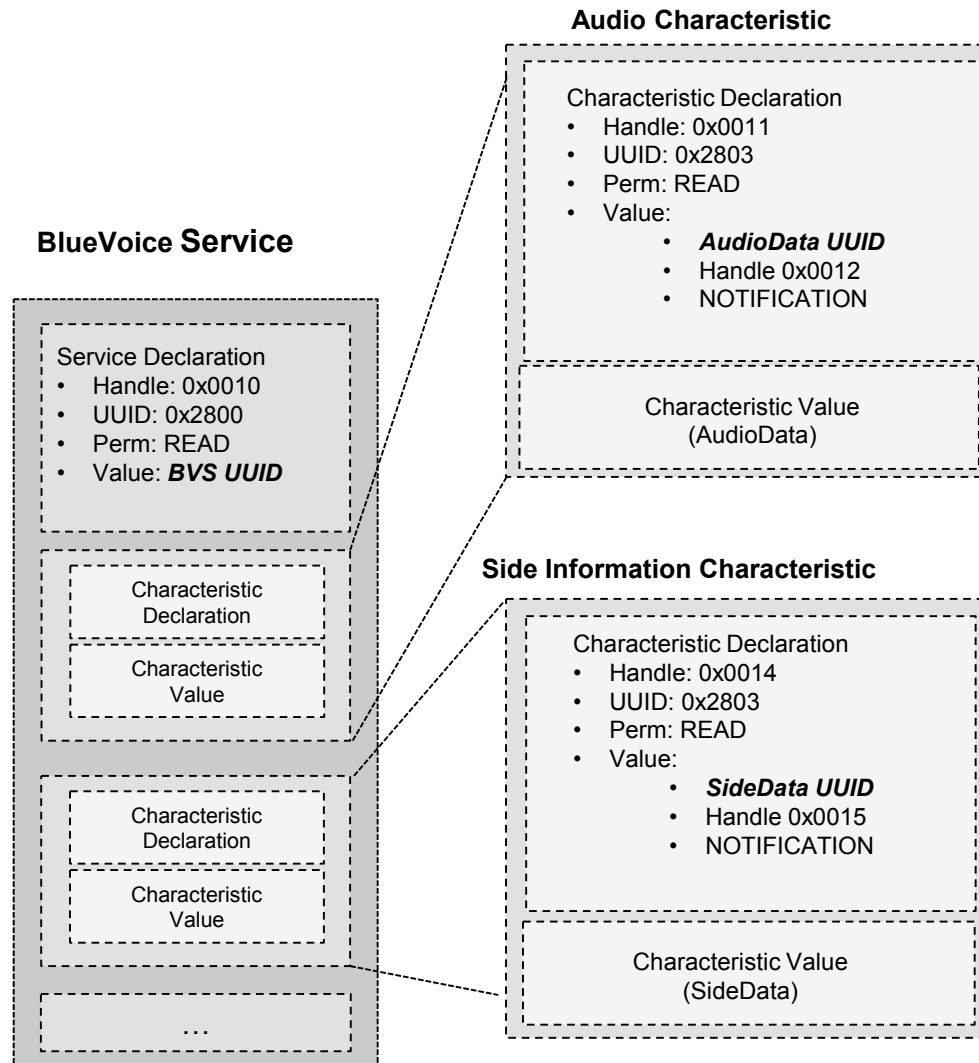 BlueVoice Service
Service Declaration
• Handle: 0x0010
• UUID: 0x2800
• Perm: READ
• Value: BVS UUID
Characteristic
Declaration
Characteristic
Value
Characteristic
Declaration
Characteristic
Value
...
Audio Characteristic
Characteristic Declaration
• Handle: 0x0011
• UUID: 0x2803
• Perm: READ
• Value:
• AudioData UUID
• Handle 0x0012
• NOTIFICATION
Characteristic Value
(AudioData)
Side Information Characteristic
Characteristic Declaration
• Handle: 0x0014
• UUID: 0x2803
• Perm: READ
• Value:
• SideData UUID
• Handle 0x0015
• NOTIFICATION
Characteristic Value
(SideData)